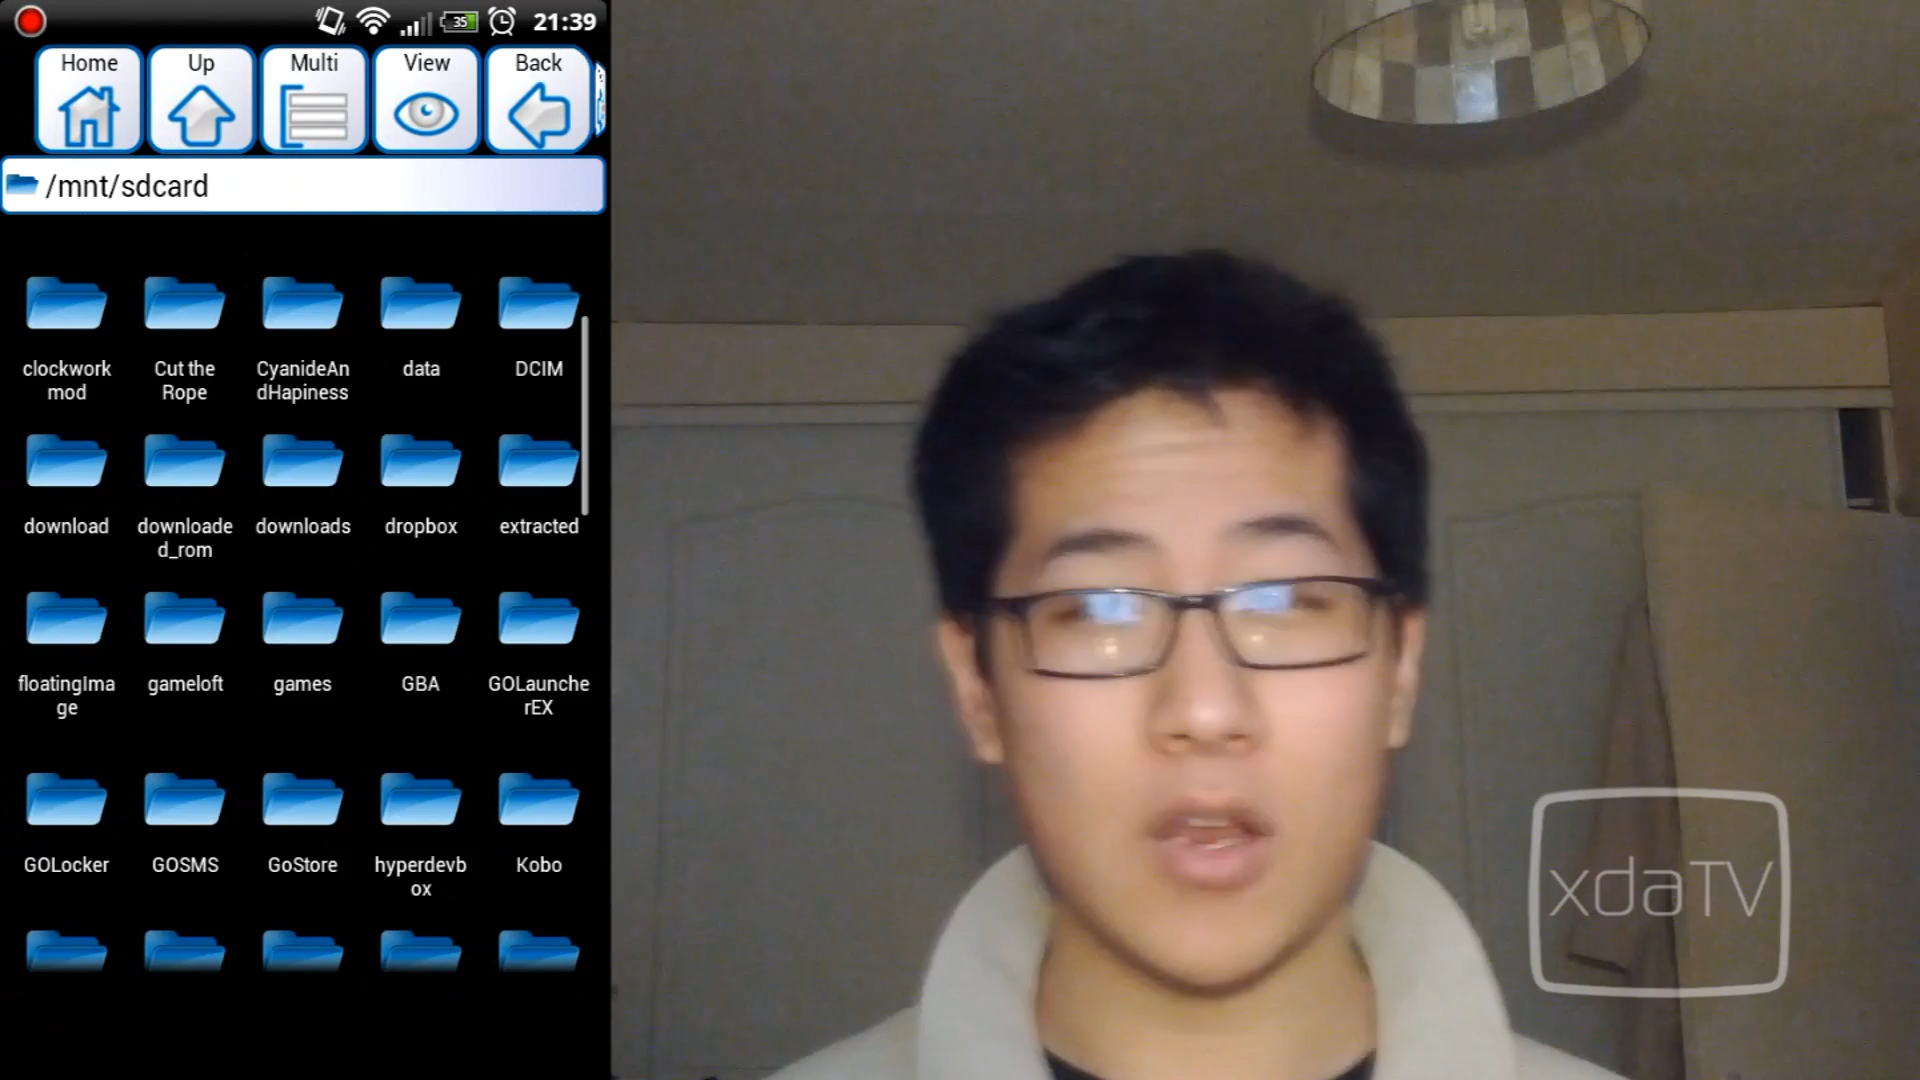 35 21:39
Home Up Multi View Back
/mnt/sdcard
clockwork
mod
Cut the
Rope
CyanideAn
dHapiness
data
DCIM
download
downloade
d_rom
downloads
dropbox
extracted
floatingIma
ge
gameloft
games
GBA
GOLaunche
rEX
GOLocker
GOSMS
GoStore
hyperdevb
ox
Kobo
xdaTV